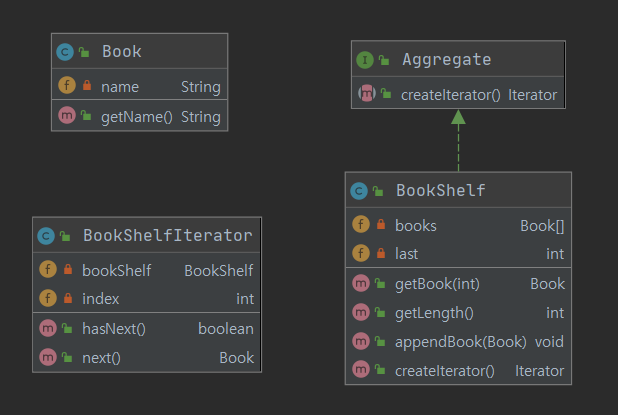 C Book
f name String
m getName() String
I Aggregate
m createIterator() Iterator
C BookShelf
f books Book[]
f last int
m getBook(int) Book
m getLength() int
m appendBook(Book) void
m createIterator() Iterator
C BookShelfIterator
f bookShelf BookShelf
f index int
m hasNext() boolean
m next() Book